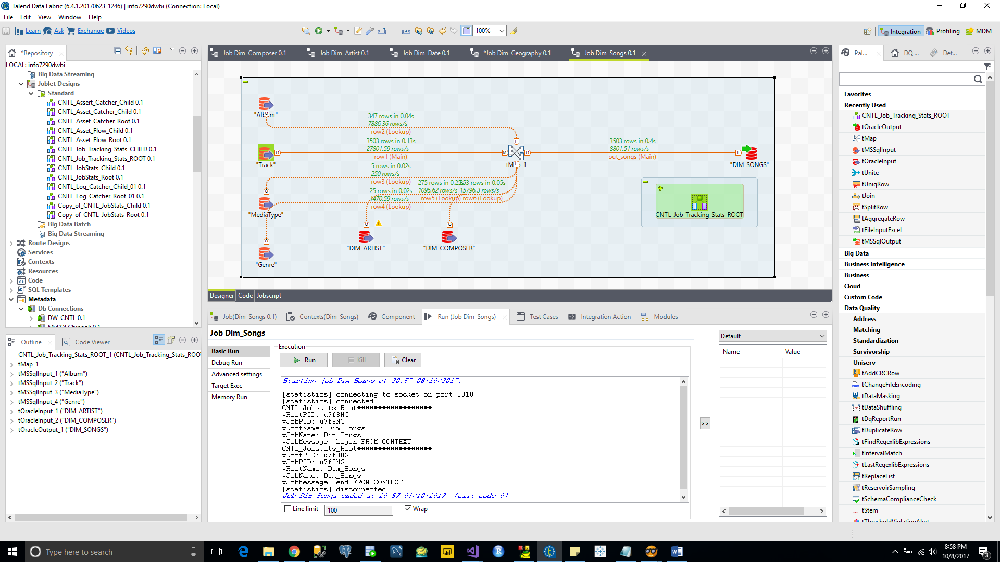 Talend Data Fabric (6.4.1.20170623_1246) | info7290dwbi (Connection: Local)
File Edit View Window Help
Learn Ask Exchange Videos
100%
Integration Profiling MDM
*Repository
LOCAL: info7290dwbi
Big Data Streaming
Joblet Designs
Standard
CNTL_Assert_Catcher_Child 0.1
CNTL_Asset_Catcher_Child 0.1
CNTL_Asset_Catcher_Root 0.1
CNTL_Asset_Flow_Child 0.1
CNTL_Asset_Flow_Root 0.1
CNTL_Job_Tracking_Stats_CHILD 0.1
CNTL_Job_Tracking_Stats_ROOT 0.1
CNTL_JobStats_Child 0.1
CNTL_JobStats_Root 0.1
CNTL_Log_Catcher_Child_01 0.1
CNTL_Log_Catcher_Root_01 0.1
Copy_of_CNTL_JobStats_Child 0.1
Copy_of_CNTL_JobStats_Root 0.1
Big Data Batch
Big Data Streaming
Route Designs
Services
Contexts
Resources
Code
SQL Templates
Metadata
Db Connections
DW_CNTL 0.1
MySQLChinook 0.1
Outline Code Viewer
CNTL_Job_Tracking_Stats_ROOT_1 (CNTL_Job_Tracking_Stats_ROO
tMap_1
tMSSqlInput_1 ("Album")
tMSSqlInput_2 ("Track")
tMSSqlInput_3 ("MediaType")
tMSSqlInput_4 ("Genre")
tOracleInput_1 ("DIM_ARTIST")
tOracleInput_2 ("DIM_COMPOSER")
tOracleOutput_1 ("DIM_SONGS")
Job Dim_Composer 0.1 Job Dim_Artist 0.1 Job Dim_Date 0.1 *Job Dim_Geography 0.1 Job Dim_Songs 0.1
"Album"
347 rows in 0.04s
7886.36 rows/s
row2 (Lookup)
"Track"
3503 rows in 0.13s
27801.59 rows/s
row1 (Main)
tMap_1
3503 rows in 0.4s
8801.51 rows/s
out_songs (Main)
"DIM_SONGS"
5 rows in 0.02s
250 rows/s
row3 (Lookup)
25 rows in 0.02s
1470.59 rows/s
row4 (Lookup)
275 rows in 0.25s
1095.62 rows/s
row5 (Lookup)
853 rows in 0.05s
15796.3 rows/s
row6 (Lookup)
"MediaType"
CNTL_Job_Tracking_Stats_ROOT
"DIM_ARTIST"
"DIM_COMPOSER"
"Genre"
Designer Code Jobscript
Job(Dim_Songs 0.1) Contexts(Dim_Songs) Component Run (Job Dim_Songs) Test Cases Integration Action Modules
Job Dim_Songs
Basic Run
Debug Run
Advanced settings
Target Exec
Memory Run
Execution
Run Kill Clear
Starting job Dim_Songs at 20:57 08/10/2017.
[statistics] connecting to socket on port 3818
[statistics] connected
CNTL_Jobstats_Root******************
vRootPID: u7f8NG
vJobPID: u7f8NG
vRootName: Dim_Songs
vJobName: Dim_Songs
vJobMessage: begin FROM CONTEXT
CNTL_Jobstats_Root******************
vRootPID: u7f8NG
vJobPID: u7f8NG
vRootName: Dim_Songs
vJobName: Dim_Songs
vJobMessage: end FROM CONTEXT
[statistics] disconnected
Job Dim_Songs ended at 20:57 08/10/2017. [exit code=0]
Line limit 100 Wrap
>>
Default
Name Value
Pal... DQ ... Det...
Favorites
Recently Used
CNTL_Job_Tracking_Stats_ROOT
tOracleOutput
tMap
tMSSqlInput
tOracleInput
tUnite
tUniqRow
tJoin
tSplitRow
tAggregateRow
tFileInputExcel
tMSSqlOutput
Big Data
Business Intelligence
Business
Cloud
Custom Code
Data Quality
Address
Matching
Standardization
Survivorship
Uniserv
tAddCRCRow
tChangeFileEncoding
tDataMasking
tDataShuffling
tDqReportRun
tDuplicateRow
tFindRegexlibExpressions
tIntervalMatch
tLastRegexlibExpressions
tReplaceList
tReservoirSampling
tSchemaComplianceCheck
tStem
tThresholdViolationAlert
Type here to search
8:58 PM
10/8/2017
3